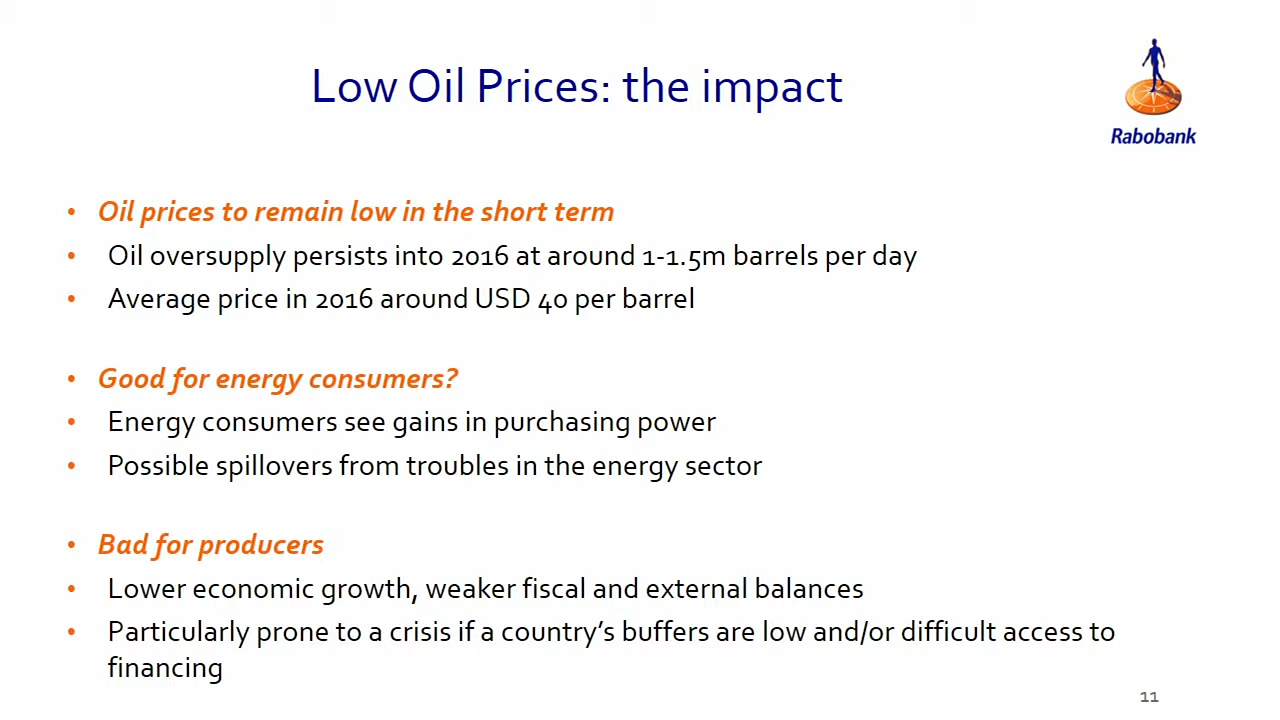 Low Oil Prices: the impact
Rabobank
• Oil prices to remain low in the short term
• Oil oversupply persists into 2016 at around 1-1.5m barrels per day
• Average price in 2016 around USD 40 per barrel
• Good for energy consumers?
• Energy consumers see gains in purchasing power
• Possible spillovers from troubles in the energy sector
• Bad for producers
• Lower economic growth, weaker fiscal and external balances
• Particularly prone to a crisis if a country’s buffers are low and/or difficult access to
financing
11